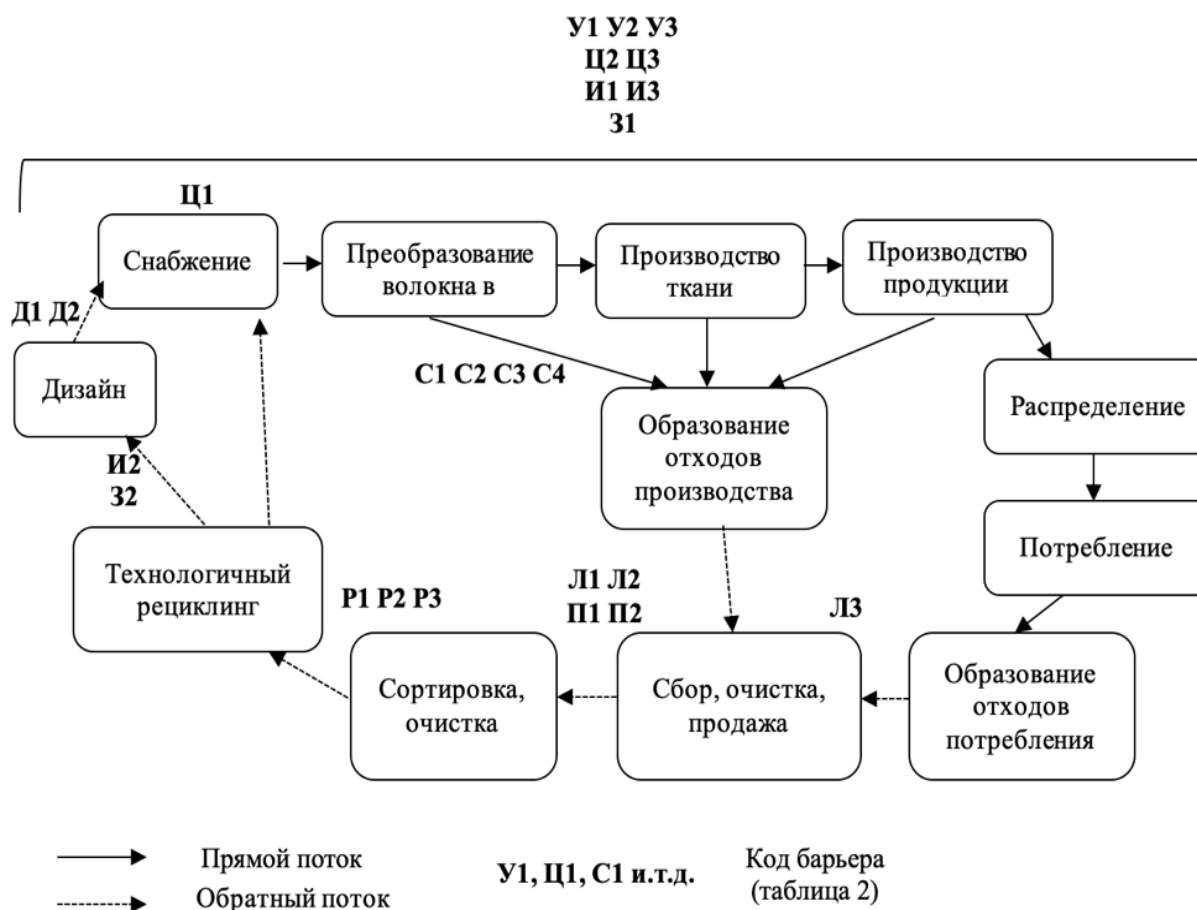 У1 У2 У3
Ц2 Ц3
И1 И3
З1
Ц1
Снабжение
Преобразование
волокна в
Производство
ткани
Производство
продукции
Д1 Д2
Дизайн
С1 С2 С3 С4
Образование
отходов
производства
Распределение
И2
З2
Потребление
Технологичный
рециклинг
Р1 Р2 Р3
Л1 Л2
П1 П2
Л3
Сортировка,
очистка
Сбор, очистка,
продажа
Образование
отходов
потребления
Прямой поток
Обратный поток
У1, Ц1, С1 и.т.д.
Код барьера
(таблица 2)